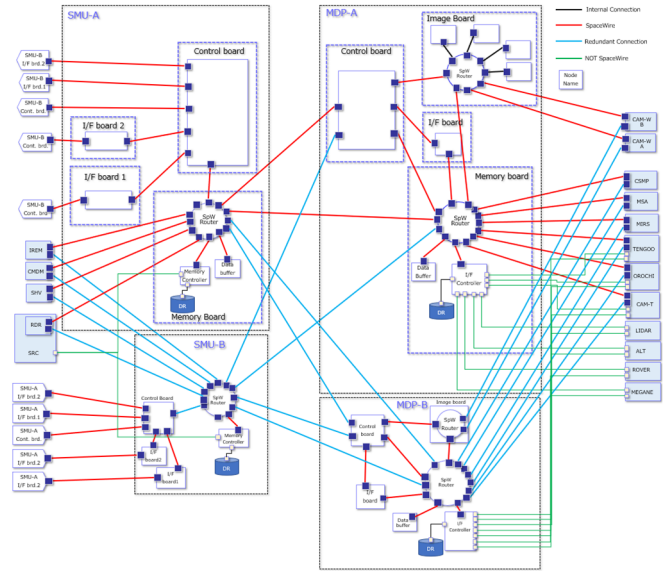 SMU-A
MDP-A
Image Board
Internal Connection
SpaceWire
Redundant Connection
NOT SpaceWire
Node
Name
SMU-B
I/F brd.2
SMU-B
I/F brd.1
SMU-B
Cont. brd.
SMU-B
Cont. brd.
SMU-B
Cont. brd.
Control board
I/F board 2
I/F board 1
Control board
SpW
Router
I/F board
Memory board
SpW
Router
Data
Buffer
I/F
Controller
DR
SpW
Router
Memory
Controller
Data
buffer
DR
Memory Board
IREM
CMDM
SHV
RDR
SRC
CAM-W
B
CAM-W
A
CSMP
MSA
MIRS
TENGOO
OROCHI
CAM-T
LIDAR
ALT
ROVER
MEGANE
SMU-B
Control Board
SpW
Router
I/F
board2
I/F
board1
Memory
Controller
DR
SMU-A
I/F brd.2
SMU-A
I/F brd.1
SMU-A
Cont. brd.
SMU-A
I/F brd.2
SMU-A
I/F brd.2
MDP-B
Image board
SpW
Router
Control
board
SpW
Router
I/F
board
Data
buffer
I/F
Controller
DR